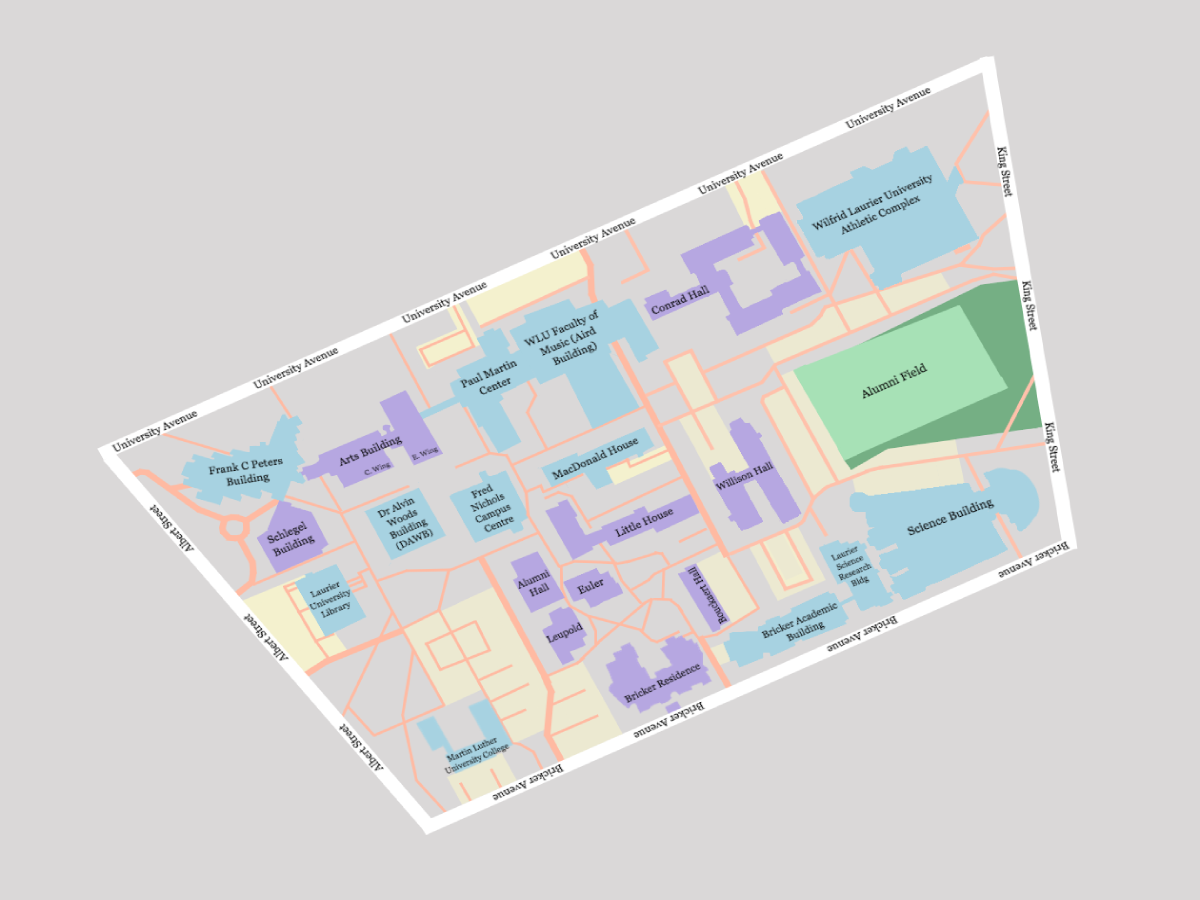 University Avenue
University Avenue
University Avenue
University Avenue
University Avenue
University Avenue
King Street
King Street
King Street
Wilfrid Laurier University
Athletic Complex
Conrad Hall
WLU Faculty of
Music (Aird
Building)
Paul Martin
Center
Alumni Field
Arts Building
C. Wing
E. Wing
Frank C Peters
Building
MacDonald House
Willison Hall
Dr Alvin
Woods
Building
(DAWB)
Fred
Nichols
Campus
Centre
Little House
Science Building
Schlegel
Building
Albert Street
Laurier
Science
Research
Bldg
Laurier
University
Library
Alumni
Hall
Euler
Bouckaert Hall
Leupold
Bricker Academic
Building
Albert Street
Bricker Residence
Martin Luther
University College
Albert Street
Bricker Avenue
Bricker Avenue
Bricker Avenue
Bricker Avenue